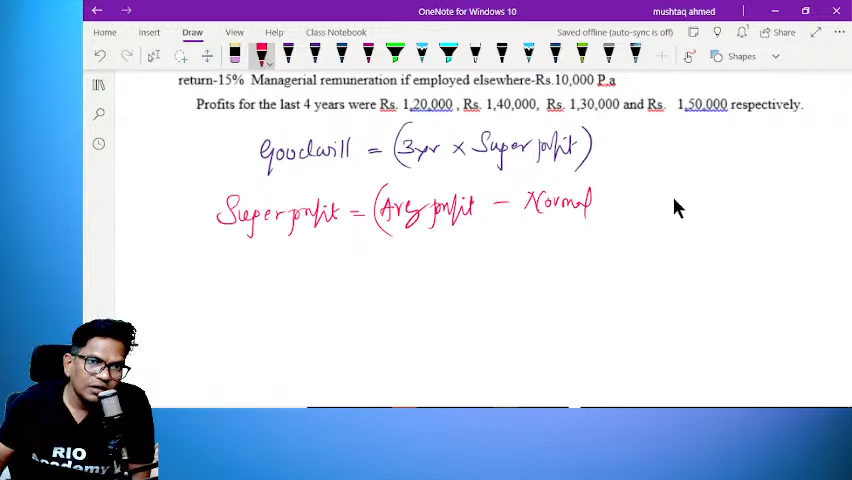 OneNote for Windows 10
mushtaq ahmed
Home Insert Draw View Help Class Notebook
Saved offline (auto-sync is off)
Share
Shapes
return-15% Managerial remuneration if employed elsewhere-Rs.10,000 P.a
Profits for the last 4 years were Rs. 1,20,000 , Rs. 1,40,000, Rs. 1,30,000 and Rs. 1,50,000 respectively.
Goodwill = (3yr × Super profit)
Super profit = (Avg profit - Normal
RIO
Academy